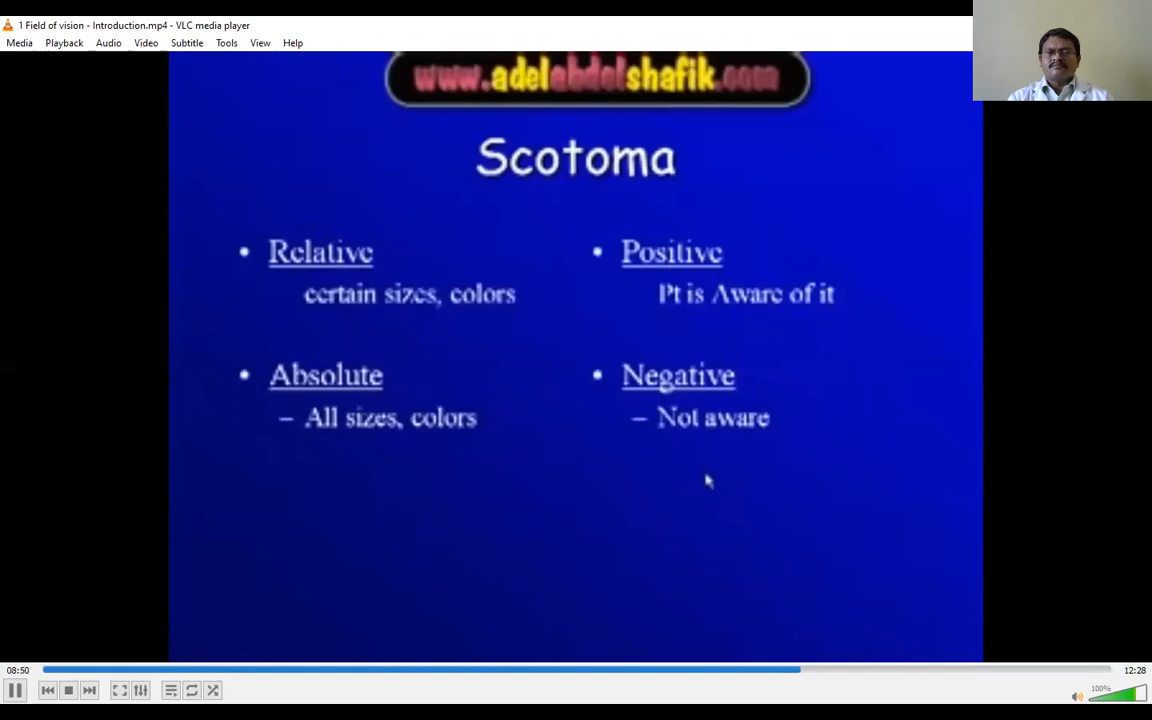 1 Field of vision - Introduction.mp4 - VLC media player
Media Playback Audio Video Subtitle Tools View Help
www.adelabdelshafik.com
Scotoma
• Relative
certain sizes, colors
• Absolute
– All sizes, colors
• Positive
Pt is Aware of it
• Negative
– Not aware
08:50
12:28
100%